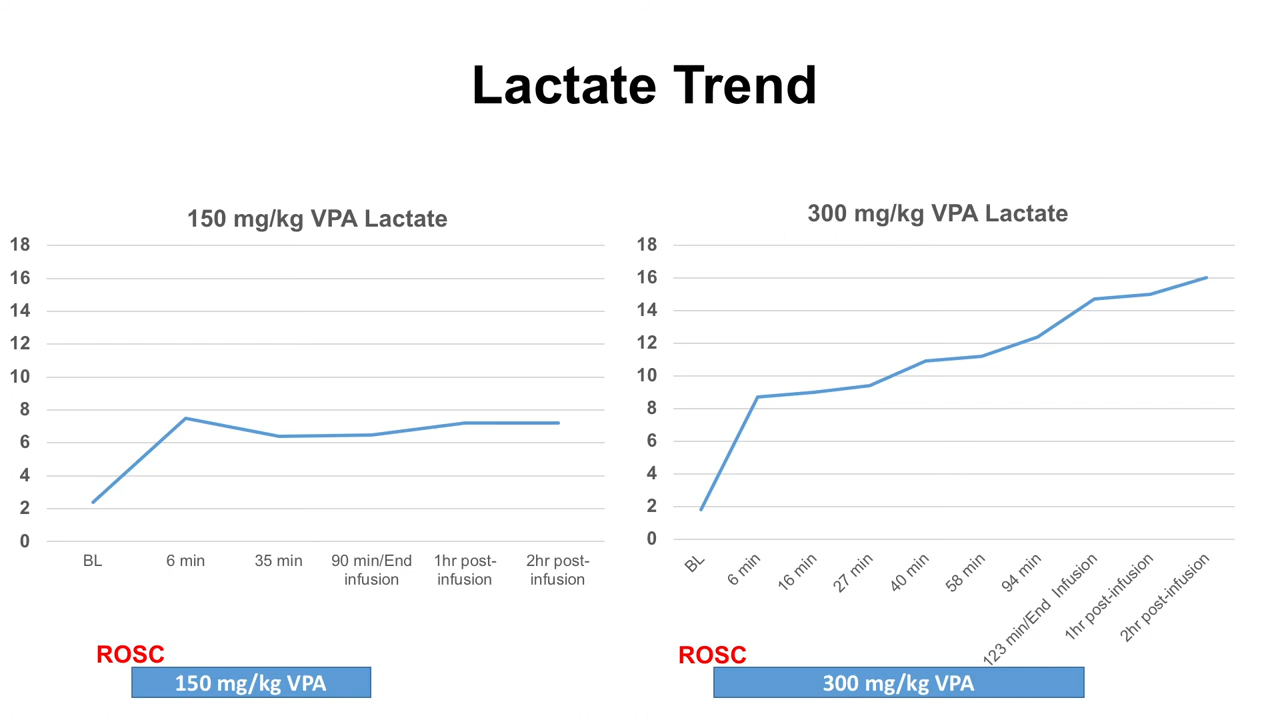 Lactate Trend
150 mg/kg VPA Lactate
18
16
14
12
10
8
6
4
2
0
BL
6 min
35 min
90 min/End
infusion
1hr post-
infusion
2hr post-
infusion
ROSC
150 mg/kg VPA
300 mg/kg VPA Lactate
18
16
14
12
10
8
6
4
2
0
BL
6 min
16 min
27 min
40 min
58 min
94 min
123 min/End Infusion
1hr post-infusion
2hr post-infusion
ROSC
300 mg/kg VPA